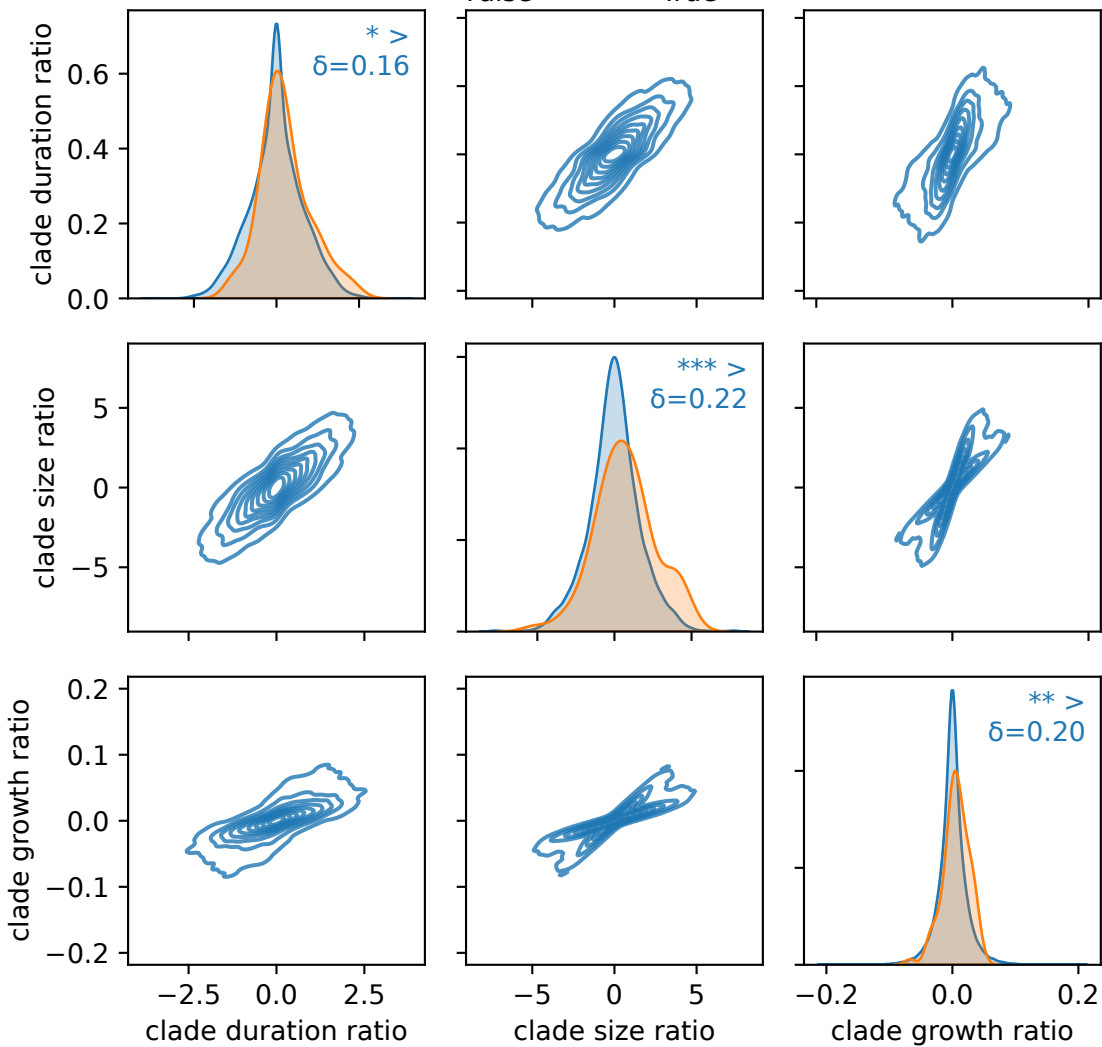 clade duration ratio
0.6
0.4
0.2
0.0
* >
δ=0.16
clade size ratio
5
0
−5
*** >
δ=0.22
clade growth ratio
0.2
0.1
0.0
−0.1
−0.2
** >
δ=0.20
−2.5 0.0 2.5
−5 0 5
−0.2 0.0 0.2
clade duration ratio
clade size ratio
clade growth ratio